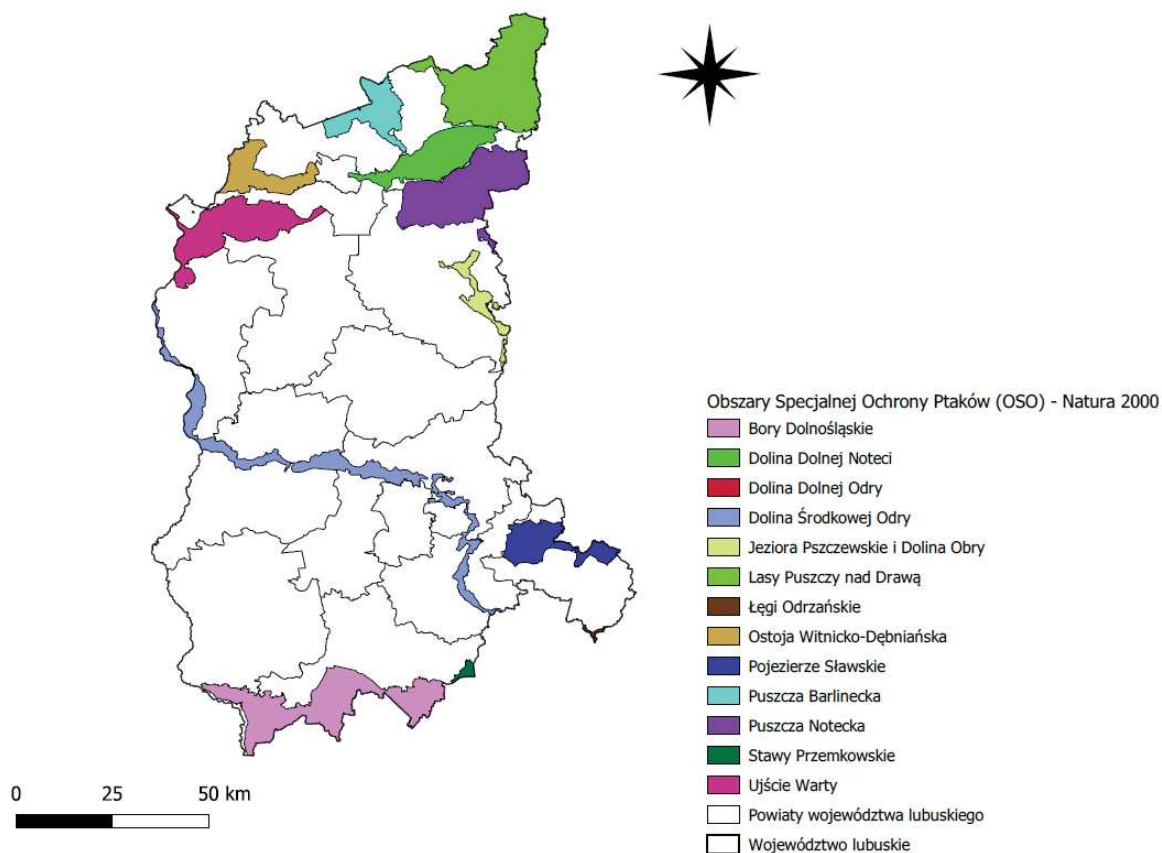 Obszary Specjalnej Ochrony Ptaków (OSO) - Natura 2000
Bory Dolnośląskie
Dolina Dolnej Noteci
Dolina Dolnej Odry
Dolina Środkowej Odry
Jeziora Pszczewskie i Dolina Obry
Lasy Puszczy nad Drawą
Łęgi Odrzańskie
Ostoja Witnicko-Dębniańska
Pojezierze Sławskie
Puszcza Barlinecka
Puszcza Notecka
Stawy Przemkowskie
Ujście Warty
Powiaty województwa lubuskiego
Województwo lubuskie
0 25 50 km